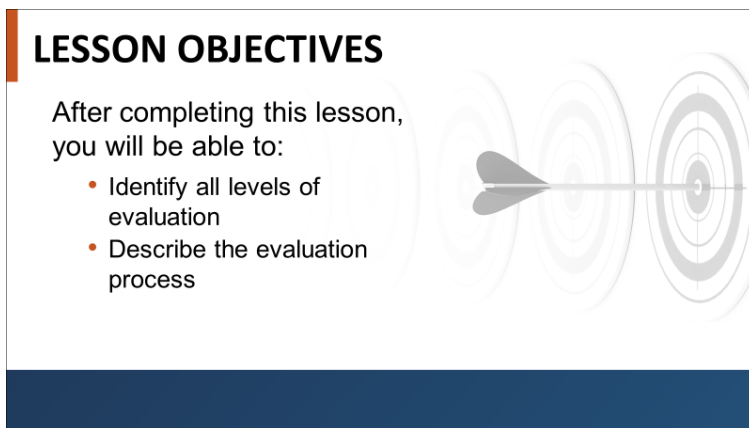 LESSON OBJECTIVES
After completing this lesson,
you will be able to:
• Identify all levels of
evaluation
• Describe the evaluation
process